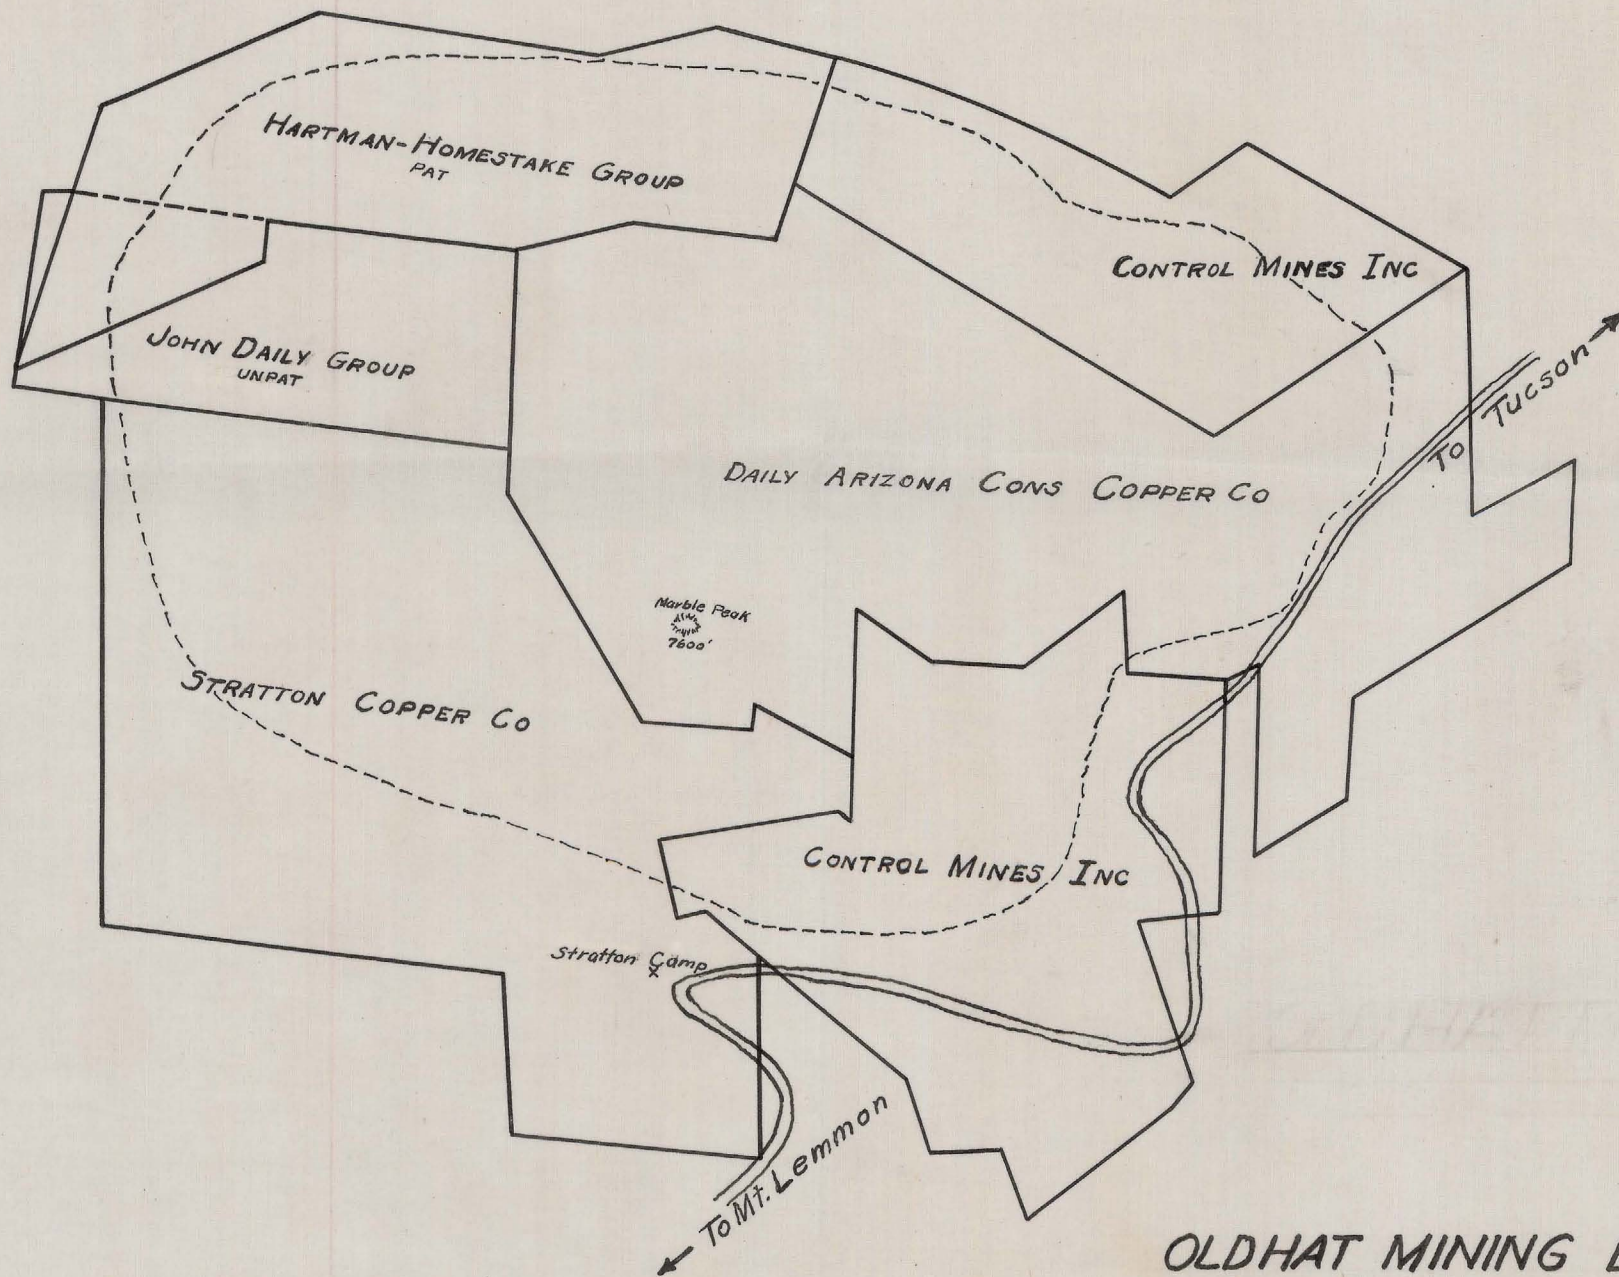 HARTMAN-HOMESTAKE GROUP
PAT
CONTROL MINES INC
JOHN DAILY GROUP
UNPAT
To Tucson
DAILY ARIZONA CONS COPPER CO
Marble Peak
7600'
STRATTON COPPER CO
CONTROL MINES INC
Stratton Camp
x
To Mt. Lemmon
OLDHAT MINING